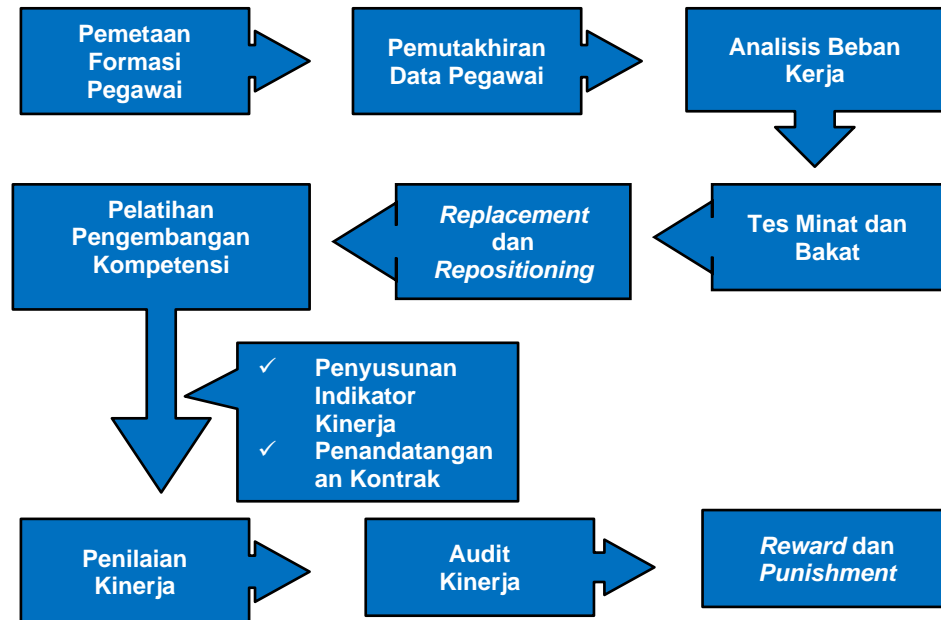 Pemetaan
Formasi
Pegawai
Pemutakhiran
Data Pegawai
Analisis Beban
Kerja
Tes Minat dan
Bakat
Replacement
dan
Repositioning
Pelatihan
Pengembangan
Kompetensi
✓ Penyusunan
Indikator
Kinerja
✓ Penandatangan
an Kontrak
Penilaian
Kinerja
Audit
Kinerja
Reward dan
Punishment